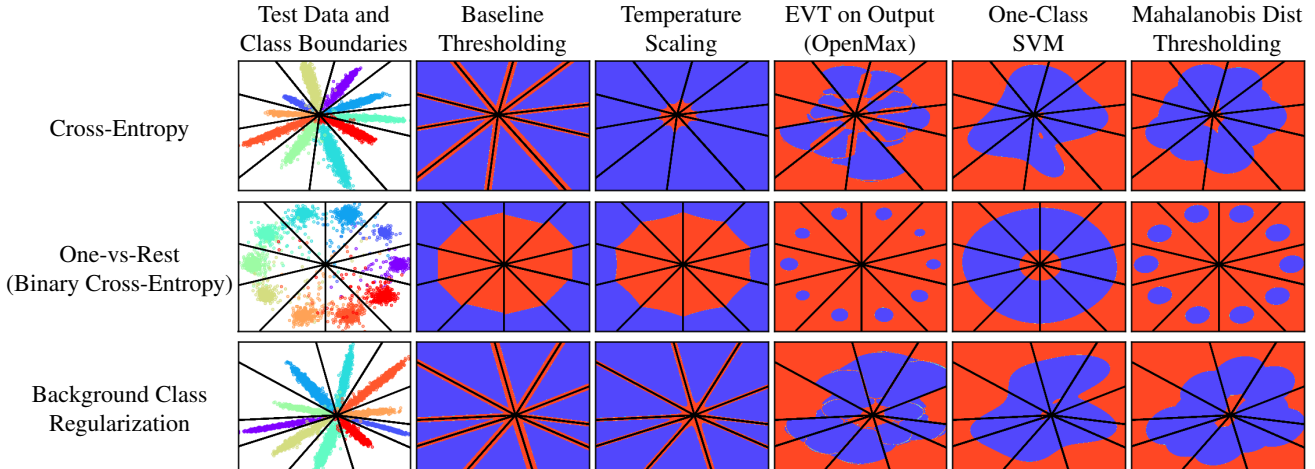 Test Data and
Class Boundaries
Baseline
Thresholding
Temperature
Scaling
EVT on Output
(OpenMax)
One-Class
SVM
Mahalanobis Dist
Thresholding
Cross-Entropy
One-vs-Rest
(Binary Cross-Entropy)
Background Class
Regularization